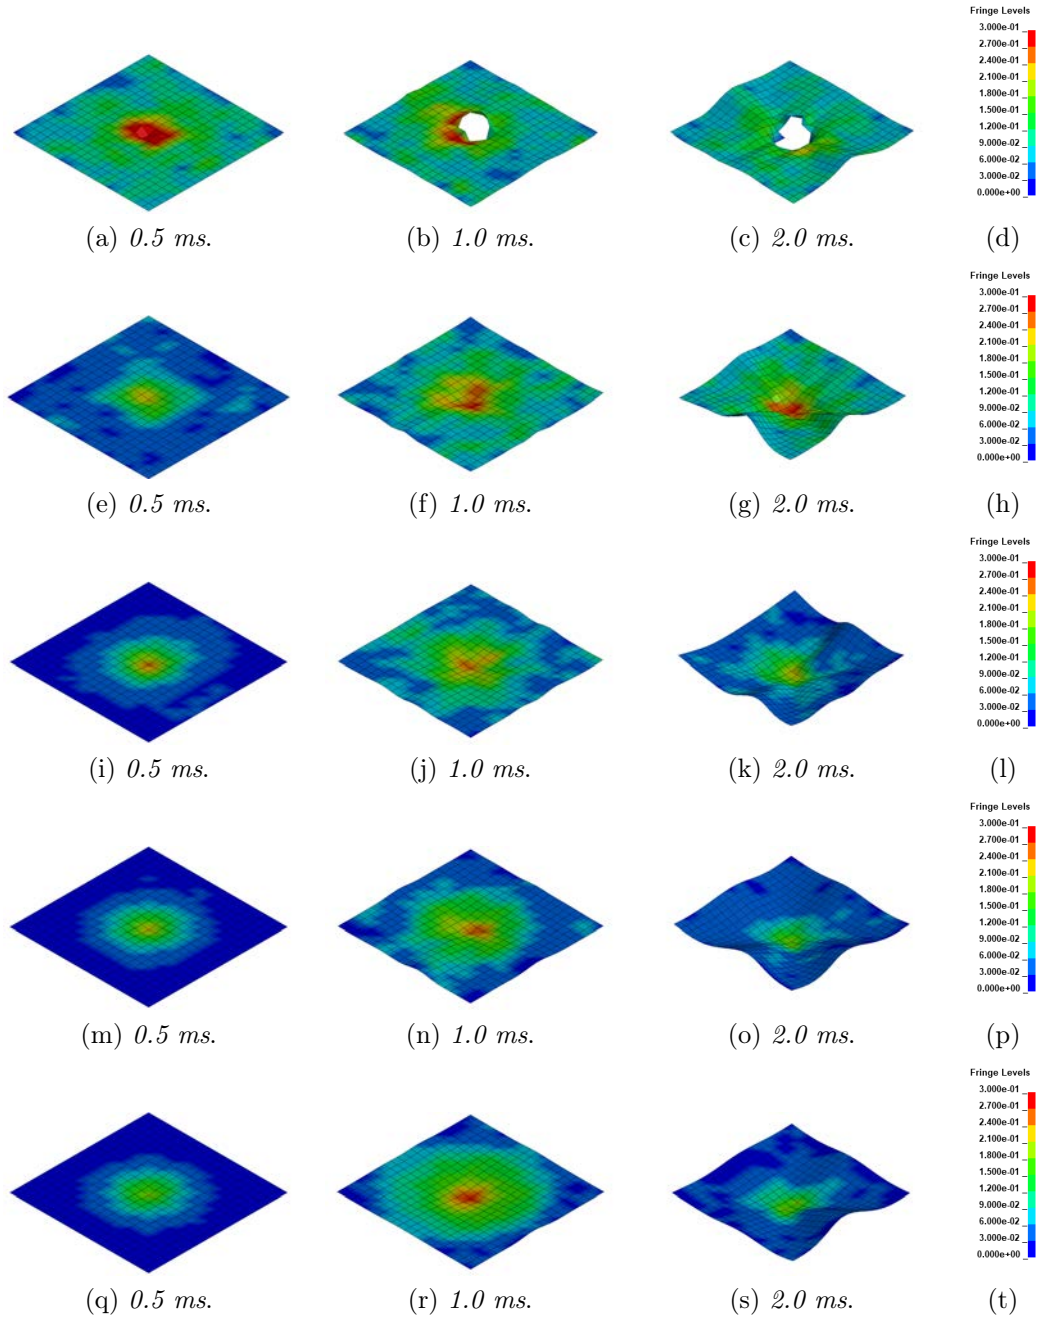 Fringe Levels
3.000e-01
2.700e-01
2.400e-01
2.100e-01
1.800e-01
1.500e-01
1.200e-01
9.000e-02
6.000e-02
3.000e-02
0.000e+00
(a) 0.5 ms.
(b) 1.0 ms.
(c) 2.0 ms.
(d)
Fringe Levels
3.000e-01
2.700e-01
2.400e-01
2.100e-01
1.800e-01
1.500e-01
1.200e-01
9.000e-02
6.000e-02
3.000e-02
0.000e+00
(e) 0.5 ms.
(f) 1.0 ms.
(g) 2.0 ms.
(h)
Fringe Levels
3.000e-01
2.700e-01
2.400e-01
2.100e-01
1.800e-01
1.500e-01
1.200e-01
9.000e-02
6.000e-02
3.000e-02
0.000e+00
(i) 0.5 ms.
(j) 1.0 ms.
(k) 2.0 ms.
(l)
Fringe Levels
3.000e-01
2.700e-01
2.400e-01
2.100e-01
1.800e-01
1.500e-01
1.200e-01
9.000e-02
6.000e-02
3.000e-02
0.000e+00
(m) 0.5 ms.
(n) 1.0 ms.
(o) 2.0 ms.
(p)
Fringe Levels
3.000e-01
2.700e-01
2.400e-01
2.100e-01
1.800e-01
1.500e-01
1.200e-01
9.000e-02
6.000e-02
3.000e-02
0.000e+00
(q) 0.5 ms.
(r) 1.0 ms.
(s) 2.0 ms.
(t)